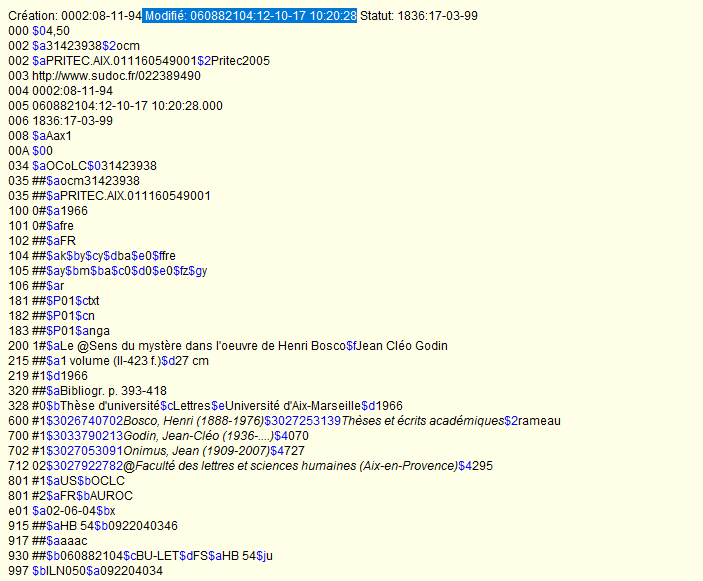 Création: 0002:08-11-94 Modifié: 060882104:12-10-17 10:20:28 Statut: 1836:17-03-99
000 $04,50
002 $a31423938$2ocm
002 $aPRITEC.AIX.011160549001$2Pritec2005
003 http://www.sudoc.fr/022389490
004 0002:08-11-94
005 060882104:12-10-17 10:20:28.000
006 1836:17-03-99
008 $aAax1
00A $00
034 $aOCoLC$031423938
035 ##$aocm31423938
035 ##$aPRITEC.AIX.011160549001
100 0#$a1966
101 0#$afre
102 ##$aFR
104 ##$ak$by$cy$dba$e0$ffre
105 ##$ay$bm$ba$c0$d0$e0$fz$gy
106 ##$ar
181 ##$P01$ctxt
182 ##$P01$cn
183 ##$P01$anga
200 1#$aLe @Sens du mystère dans l'oeuvre de Henri Bosco$fJean Cléo Godin
215 ##$a1 volume (II-423 f.)$d27 cm
219 #1$d1966
320 ##$aBibliogr. p. 393-418
328 #0$bThèse d'université$cLettres$eUniversité d'Aix-Marseille$d1966
600 #1$3026740702Bosco, Henri (1888-1976)$3027253139Thèses et écrits académiques$2rameau
700 #1$3033790213Godin, Jean-Cléo (1936-....)$4070
702 #1$3027053091Onimus, Jean (1909-2007)$4727
712 02$3027922782@Faculté des lettres et sciences humaines (Aix-en-Provence)$4295
801 #1$aUS$bOCLC
801 #2$aFR$bAUROC
e01 $a02-06-04$bx
915 ##$aHB 54$b0922040346
917 ##$aaaac
930 ##$b060882104$cBU-LET$dFS$aHB 54$ju
997 $bILN050$a092204034